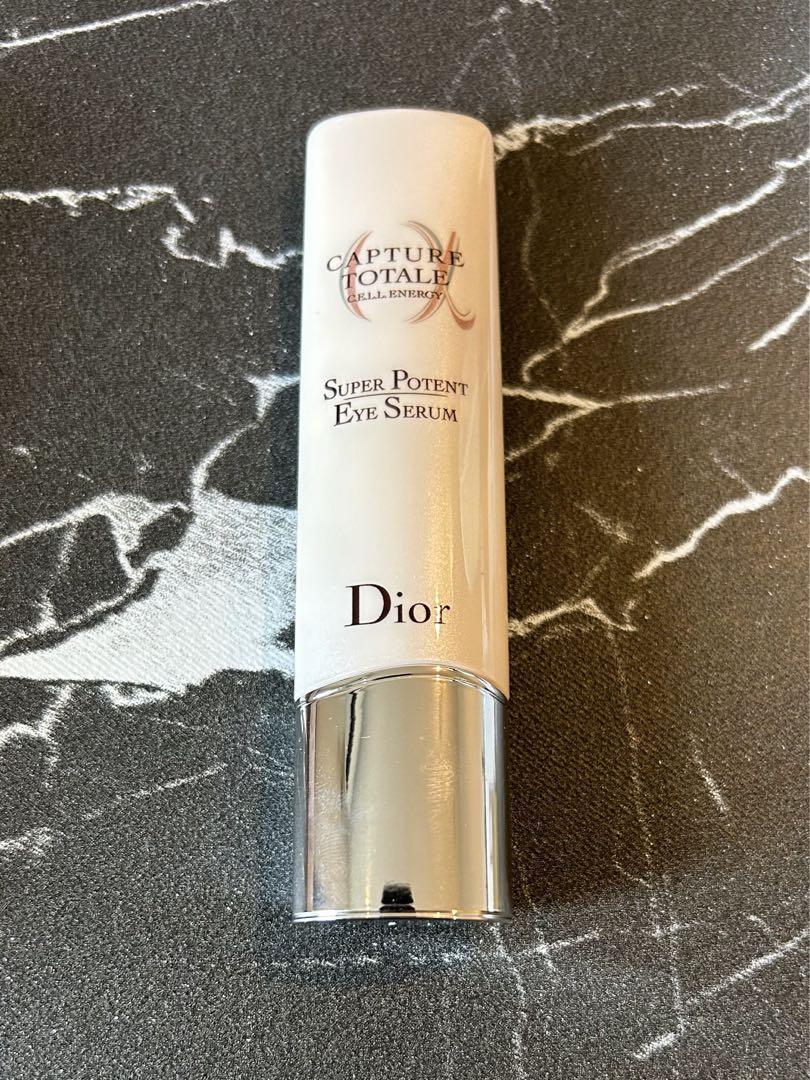 CAPTURE
TOTALE
C.E.L.L. ENERGY
SUPER POTENT
EYE SERUM
Dior